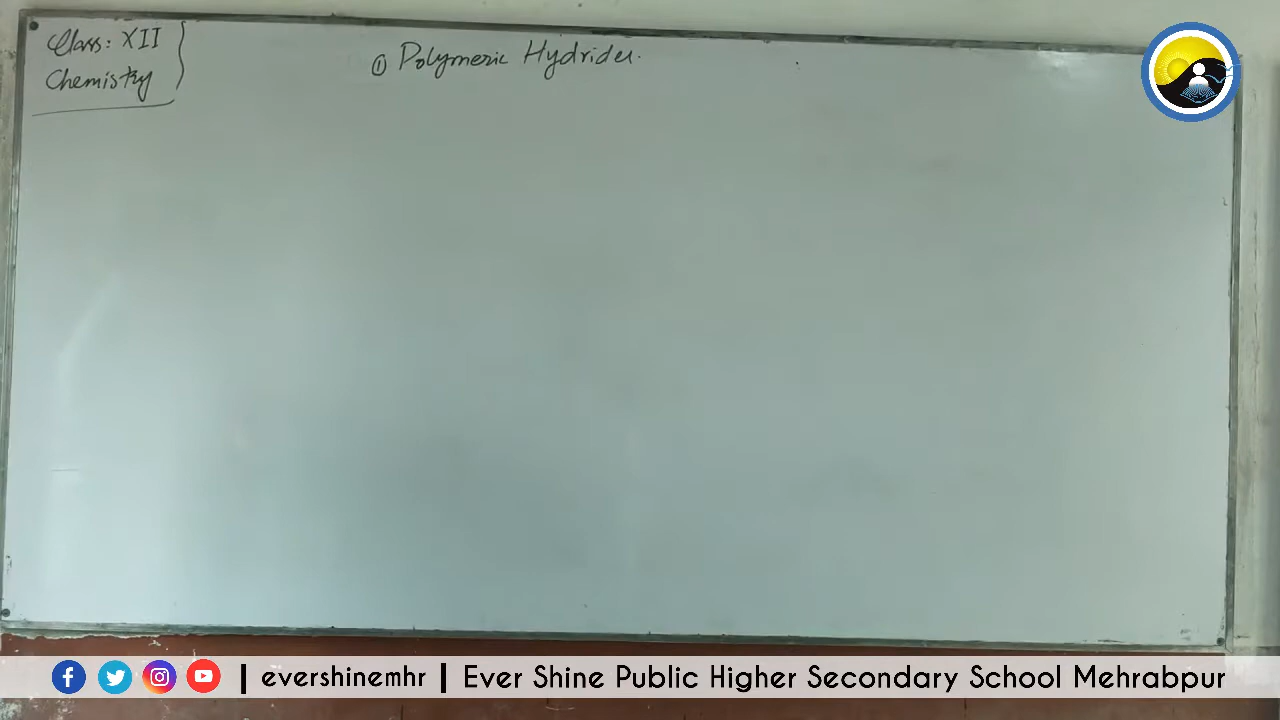 Class: XII
Chemistry
① Polymeric Hydrides.
| evershinemhr | Ever Shine Public Higher Secondary School Mehrabpur